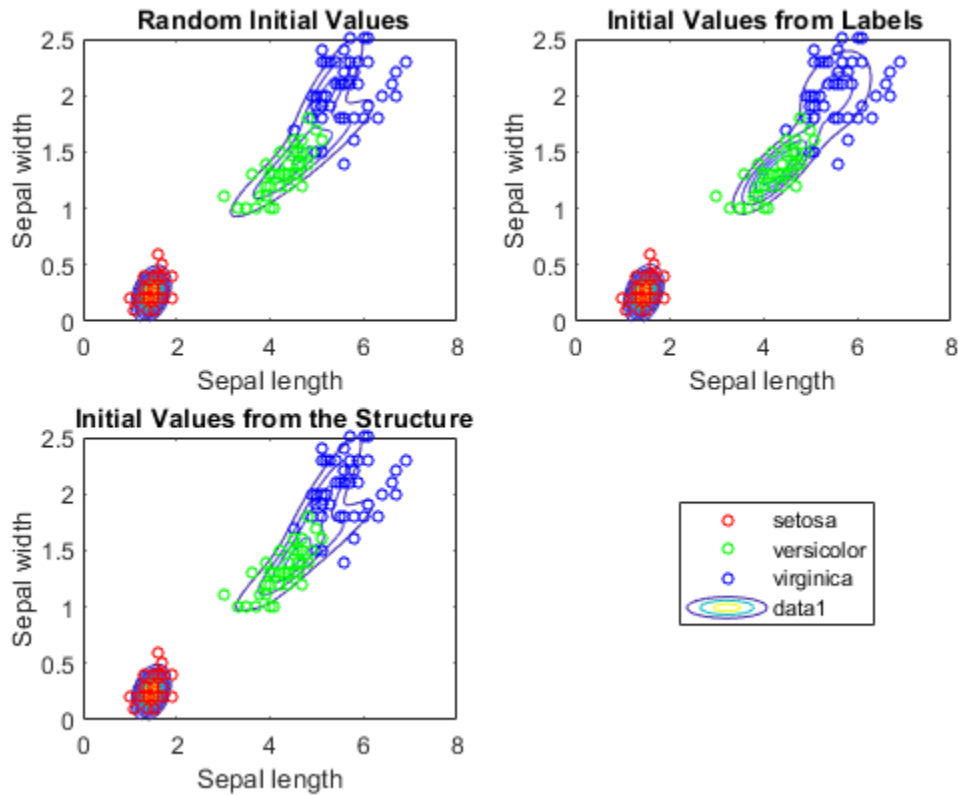 Random Initial Values
2.5
2
1.5
1
0.5
0
Sepal width
0 2 4 6 8
Sepal length
Initial Values from Labels
2.5
2
1.5
1
0.5
0
Sepal width
0 2 4 6 8
Sepal length
Initial Values from the Structure
2.5
2
1.5
1
0.5
0
Sepal width
0 2 4 6 8
Sepal length
setosa
versicolor
virginica
data1